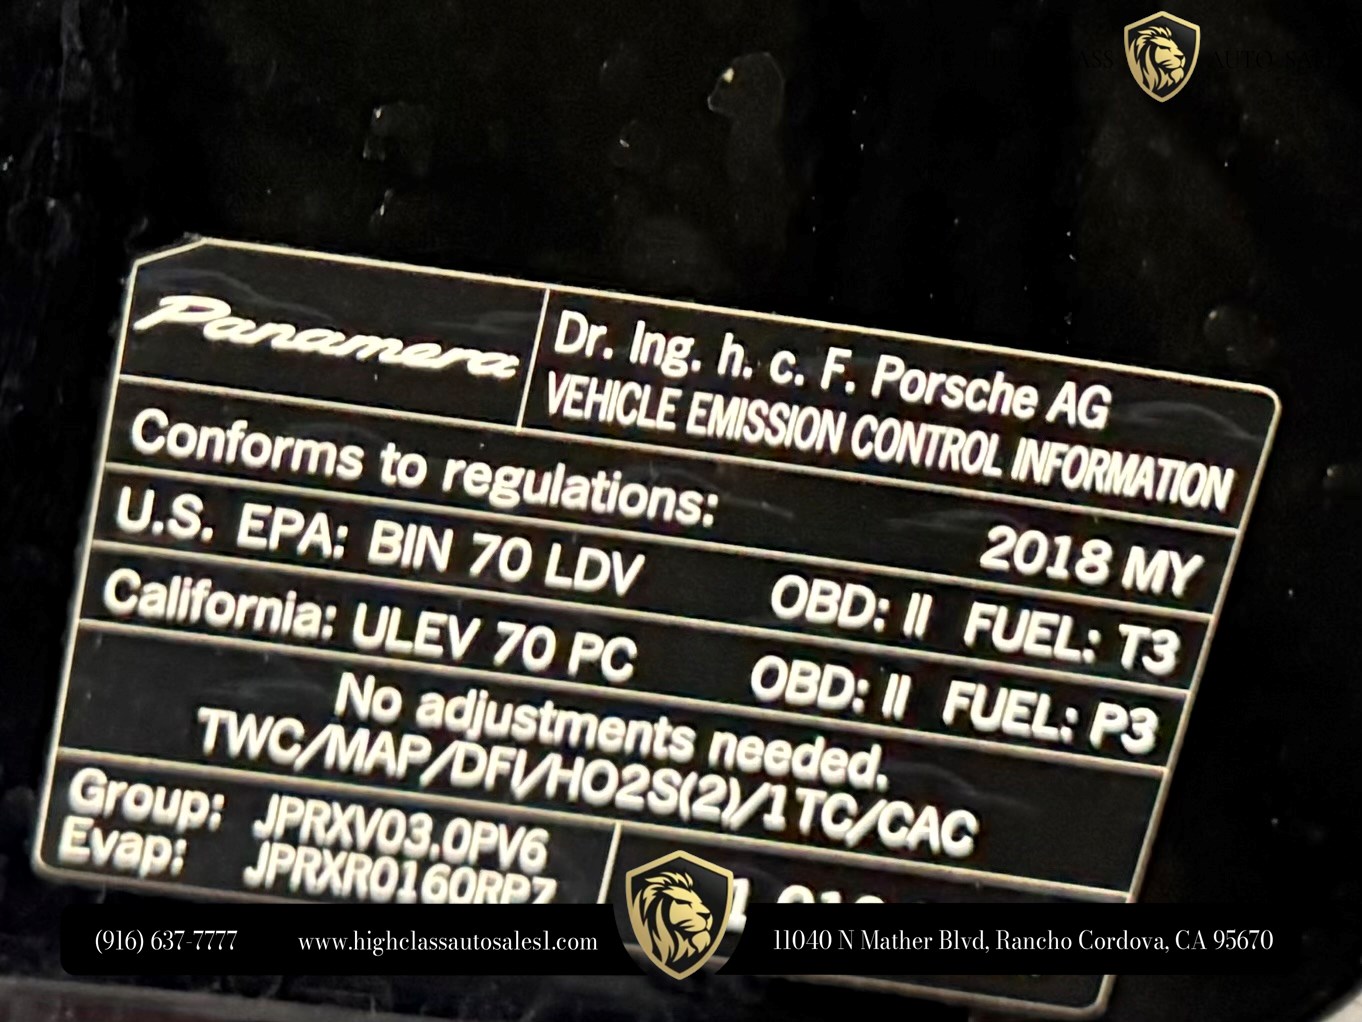 Panamera
Dr. Ing. h. c. F. Porsche AG
VEHICLE EMISSION CONTROL INFORMATION
Conforms to regulations:
2018 MY
U.S. EPA: BIN 70 LDV OBD: II FUEL: T3
California: ULEV 70 PC OBD: II FUEL: P3
No adjustments needed.
TWC/MAP/DFI/HO2S(2)/1TC/CAC
Group: JPRXV03.0PV6
Evap: JPRXR0160RP7
(916) 637-7777 www.highclassautosales1.com 11040 N Mather Blvd, Rancho Cordova, CA 95670